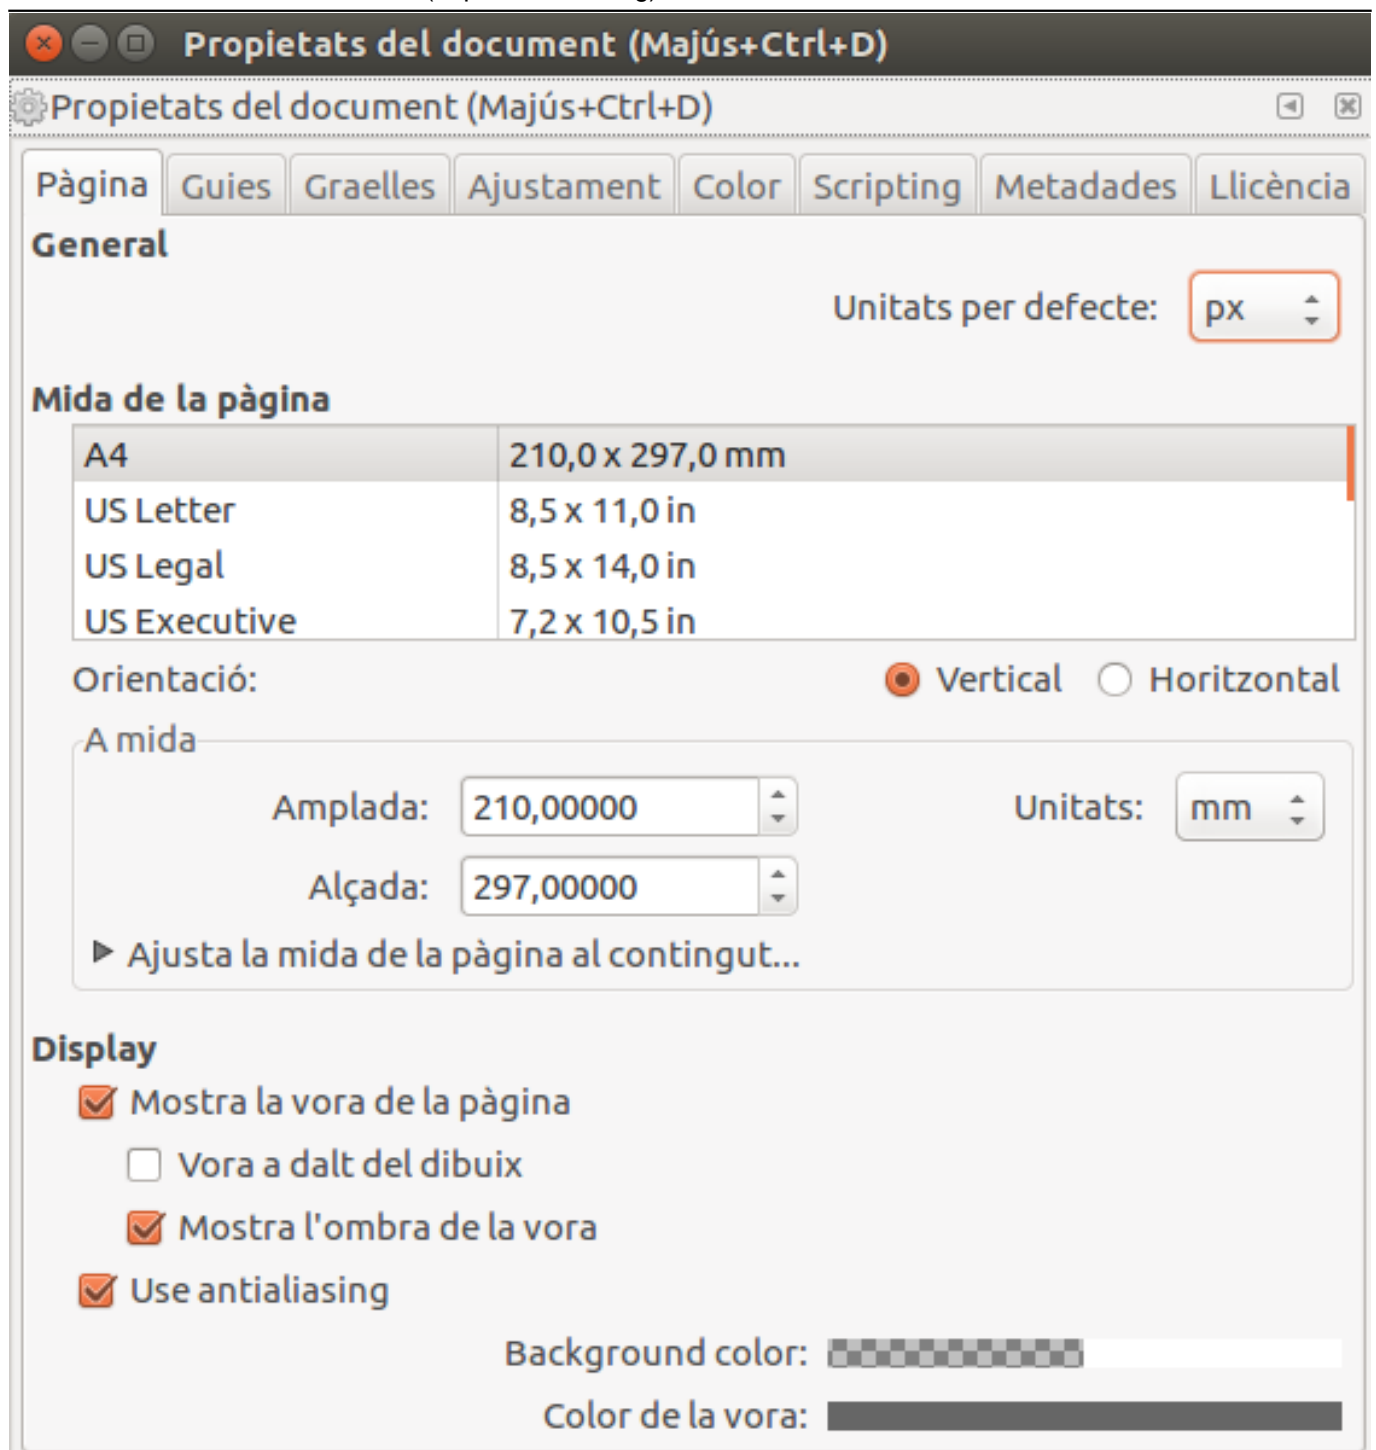 Propietats del document (Majús+Ctrl+D)
Propietats del document (Majús+Ctrl+D)
Pàgina Guies Graelles Ajustament Color Scripting Metadades Llicència
General
Unitats per defecte: px
Mida de la pàgina
A4 210,0 x 297,0 mm
US Letter 8,5 x 11,0 in
US Legal 8,5 x 14,0 in
US Executive 7,2 x 10,5 in
Orientació: Vertical Horitzontal
A mida
Amplada: 210,00000 Unitats: mm
Alçada: 297,00000
Ajusta la mida de la pàgina al contingut...
Display
Mostra la vora de la pàgina
Vora a dalt del dibuix
Mostra l'ombra de la vora
Use antialiasing
Background color:
Color de la vora: